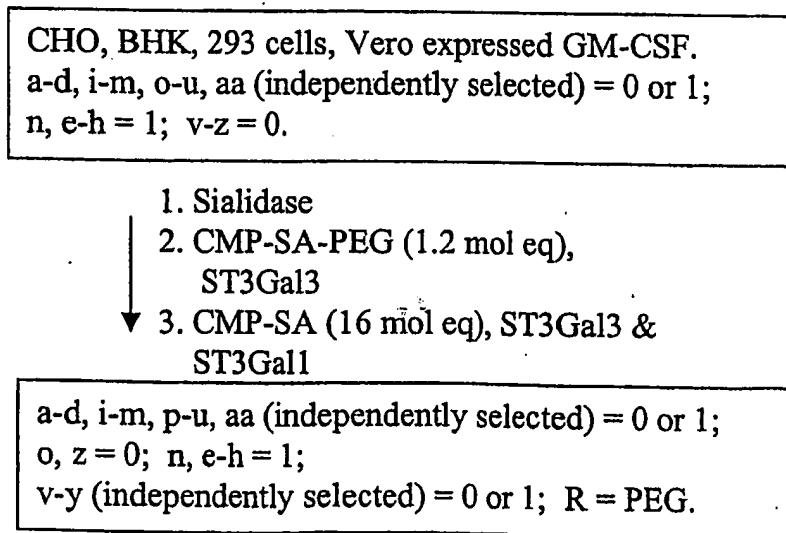 CHO, BHK, 293 cells, Vero expressed GM-CSF.
a-d, i-m, o-u, aa (independently selected) = 0 or 1;
n, e-h = 1; v-z = 0.
1. Sialidase
2. CMP-SA-PEG (1.2 mol eq),
ST3Gal3
3. CMP-SA (16 mol eq), ST3Gal3 &
ST3Gal1
a-d, i-m, p-u, aa (independently selected) = 0 or 1;
o, z = 0; n, e-h = 1;
v-y (independently selected) = 0 or 1; R = PEG.